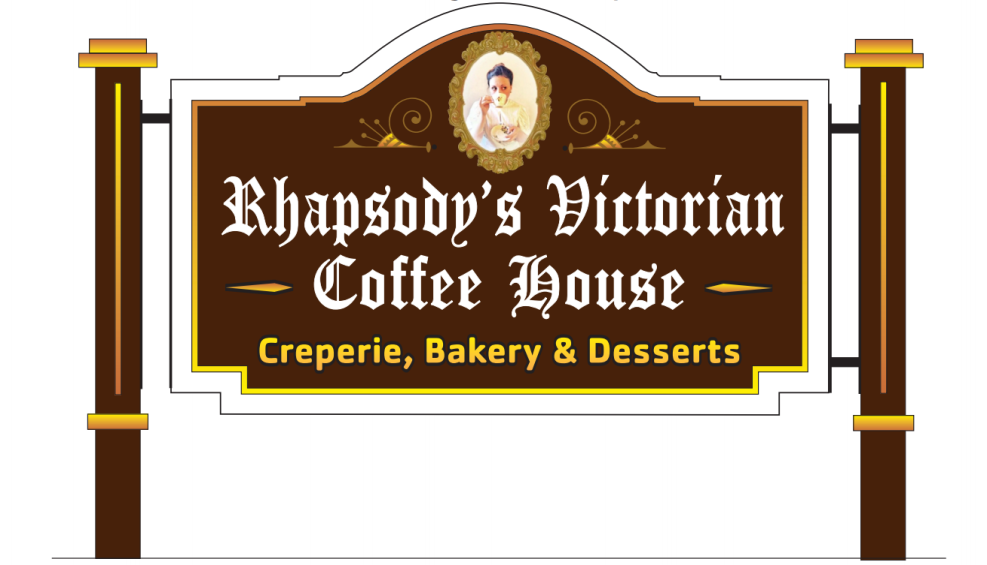 Rhapsody's Victorian
Coffee House
Creperie, Bakery & Desserts